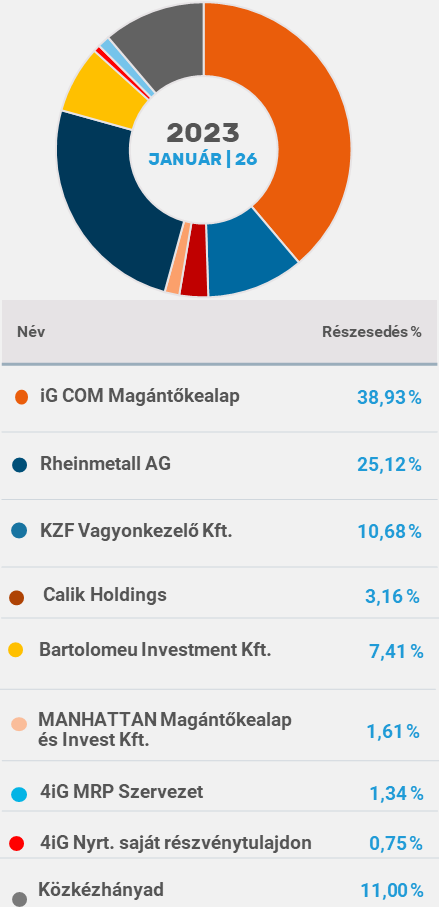 2023
JANUÁR | 26
Név Részesedés %
iG COM Magántőkealap 38,93 %
Rheinmetall AG 25,12 %
KZF Vagyonkezelő Kft. 10,68 %
Calik Holdings 3,16 %
Bartolomeu Investment Kft. 7,41 %
MANHATTAN Magántőkealap
és Invest Kft. 1,61 %
4iG MRP Szervezet 1,34 %
4iG Nyrt. saját részvénytulajdon 0,75 %
Közkézhányad 11,00 %